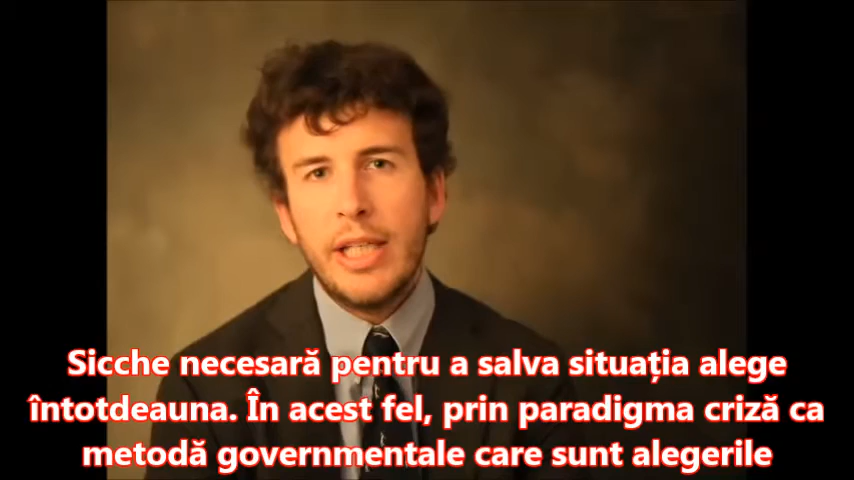 Sicche necesară pentru a salva situația alege
întotdeauna. În acest fel, prin paradigma criză ca
metodă governmentale care sunt alegerile